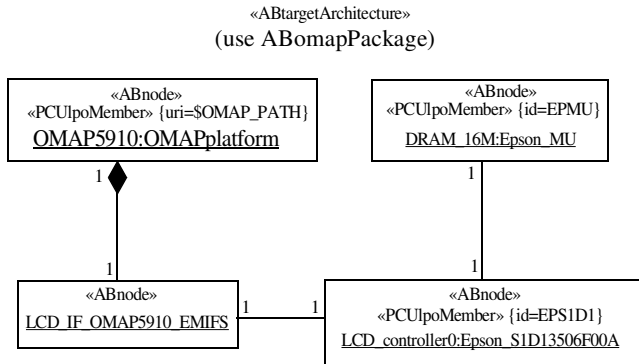 «ABtargetArchitecture»
(use ABomapPackage)
«ABnode»
«PCUlpoMember» {uri=$OMAP_PATH}
OMAP5910:OMAPplatform
«ABnode»
«PCUlpoMember» {id=EPMU}
DRAM_16M:Epson_MU
1
1
1
1
«ABnode»
LCD_IF_OMAP5910_EMIFS
1
1
«ABnode»
«PCUlpoMember» {id=EPS1D1}
LCD_controller0:Epson_S1D13506F00A